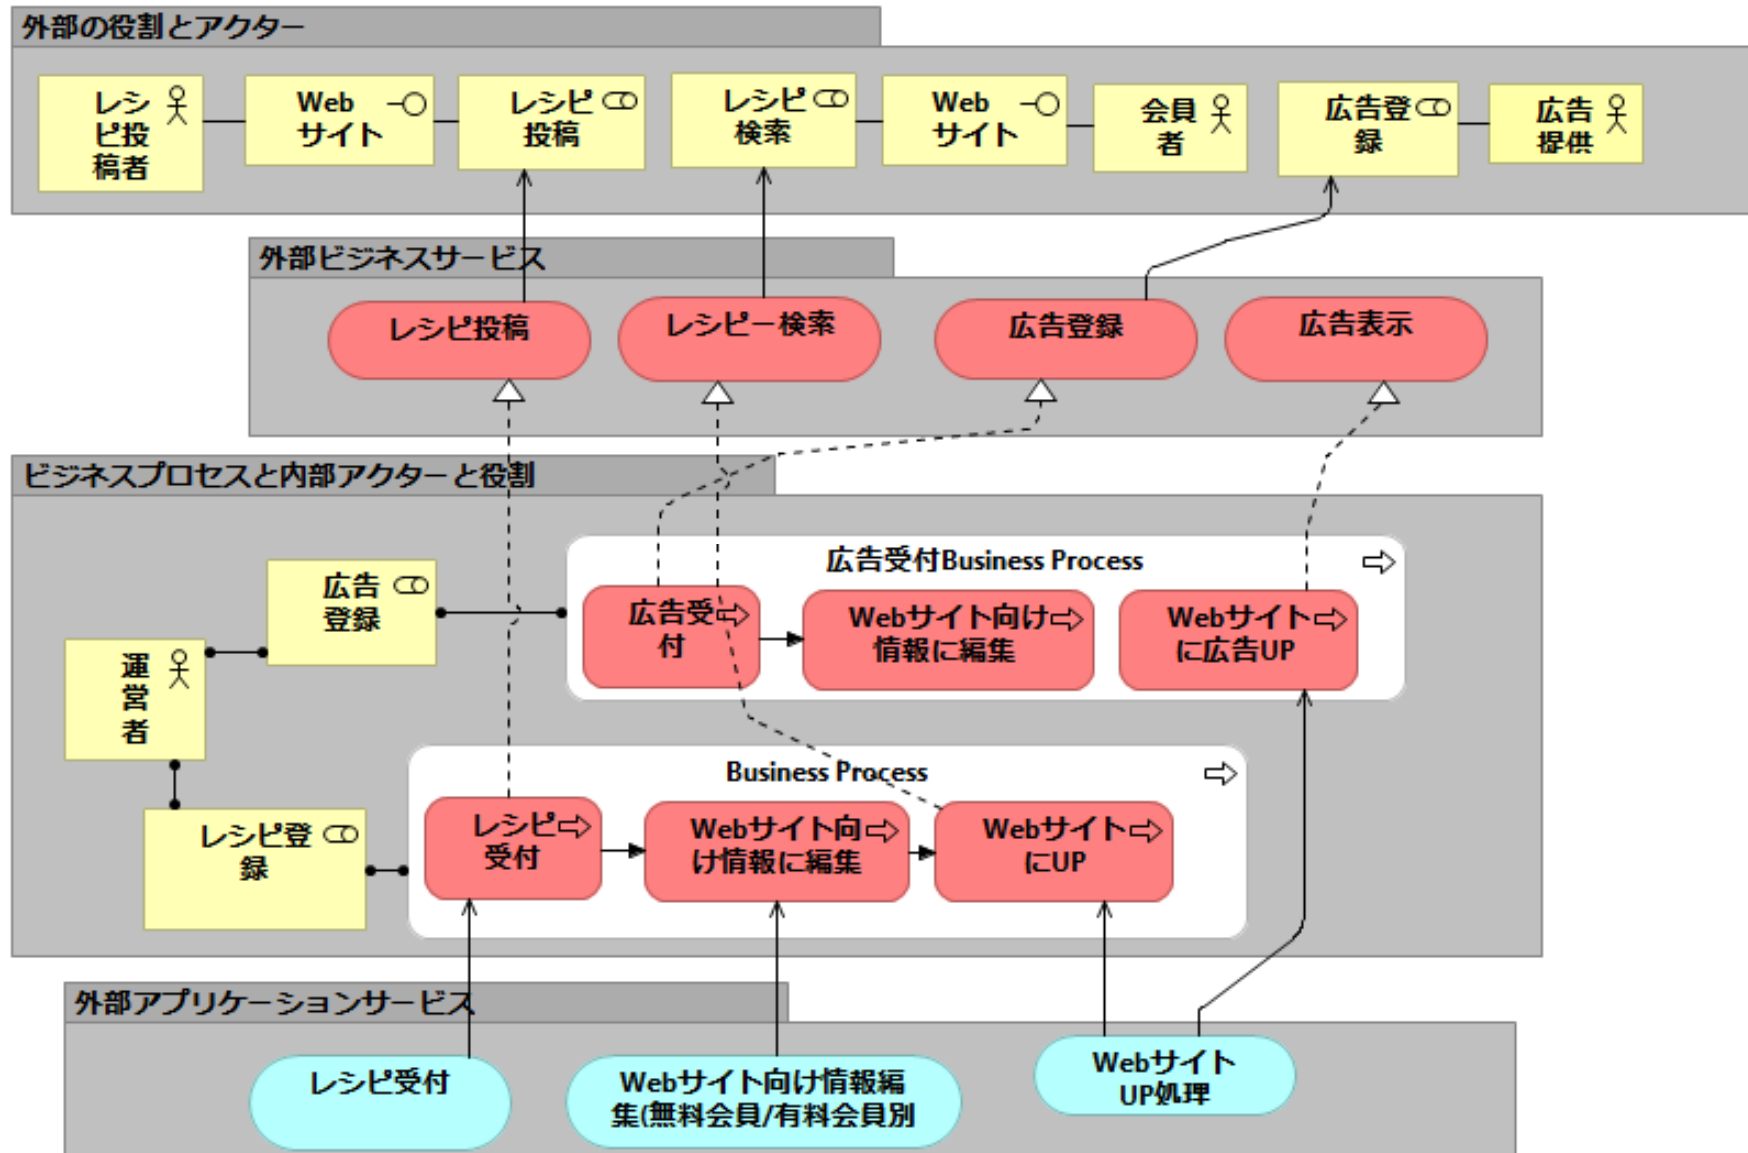 外部の役割とアクター
レシ
ピ投
稿者
Web
サイト
レシピ
投稿
レシピ
検索
Web
サイト
会員
者
広告登
録
広告
提供
外部ビジネスサービス
レシピ投稿
レシピー検索
広告登録
広告表示
ビジネスプロセスと内部アクターと役割
広告
登録
運
営
者
レシピ登
録
広告受付Business Process
広告受
付
Webサイト向け
情報に編集
Webサイト
に広告UP
Business Process
レシピ
受付
Webサイト向
け情報に編集
Webサイト
にUP
外部アプリケーションサービス
レシピ受付
Webサイト向け情報編
集(無料会員/有料会員別
Webサイト
UP処理